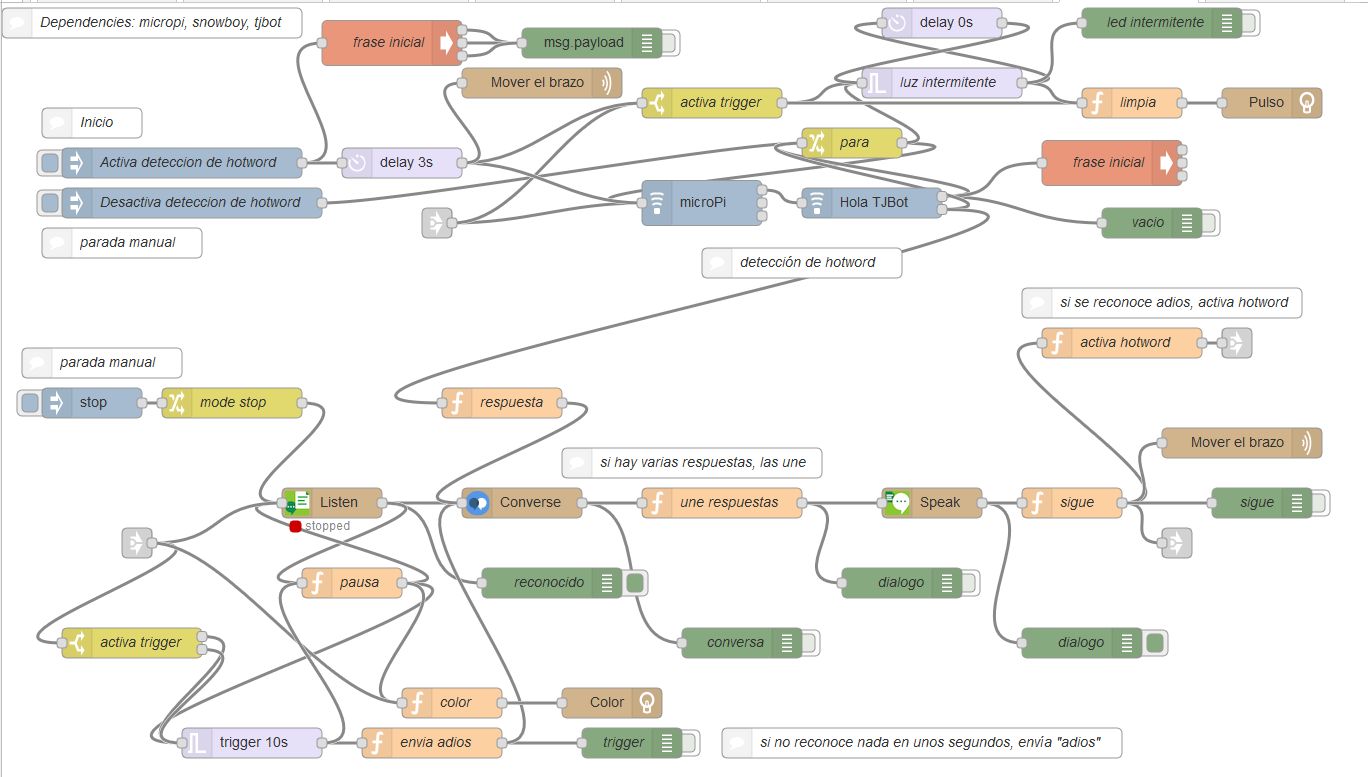 Dependencies: micropi, snowboy, tjbot
delay 0s
led intermitente
frase inicial
msg.payload
Mover el brazo
luz intermitente
activa trigger
limpia
Pulso
Inicio
para
Activa deteccion de hotword
delay 3s
frase inicial
Desactiva deteccion de hotword
microPi
Hola TJBot
vacio
parada manual
detección de hotword
si se reconoce adios, activa hotword
activa hotword
parada manual
stop
mode stop
respuesta
Mover el brazo
si hay varias respuestas, las une
Listen
Converse
une respuestas
Speak
sigue
sigue
stopped
pausa
reconocido
dialogo
activa trigger
conversa
dialogo
color
Color
trigger 10s
envia adios
trigger
si no reconoce nada en unos segundos, envía "adios"